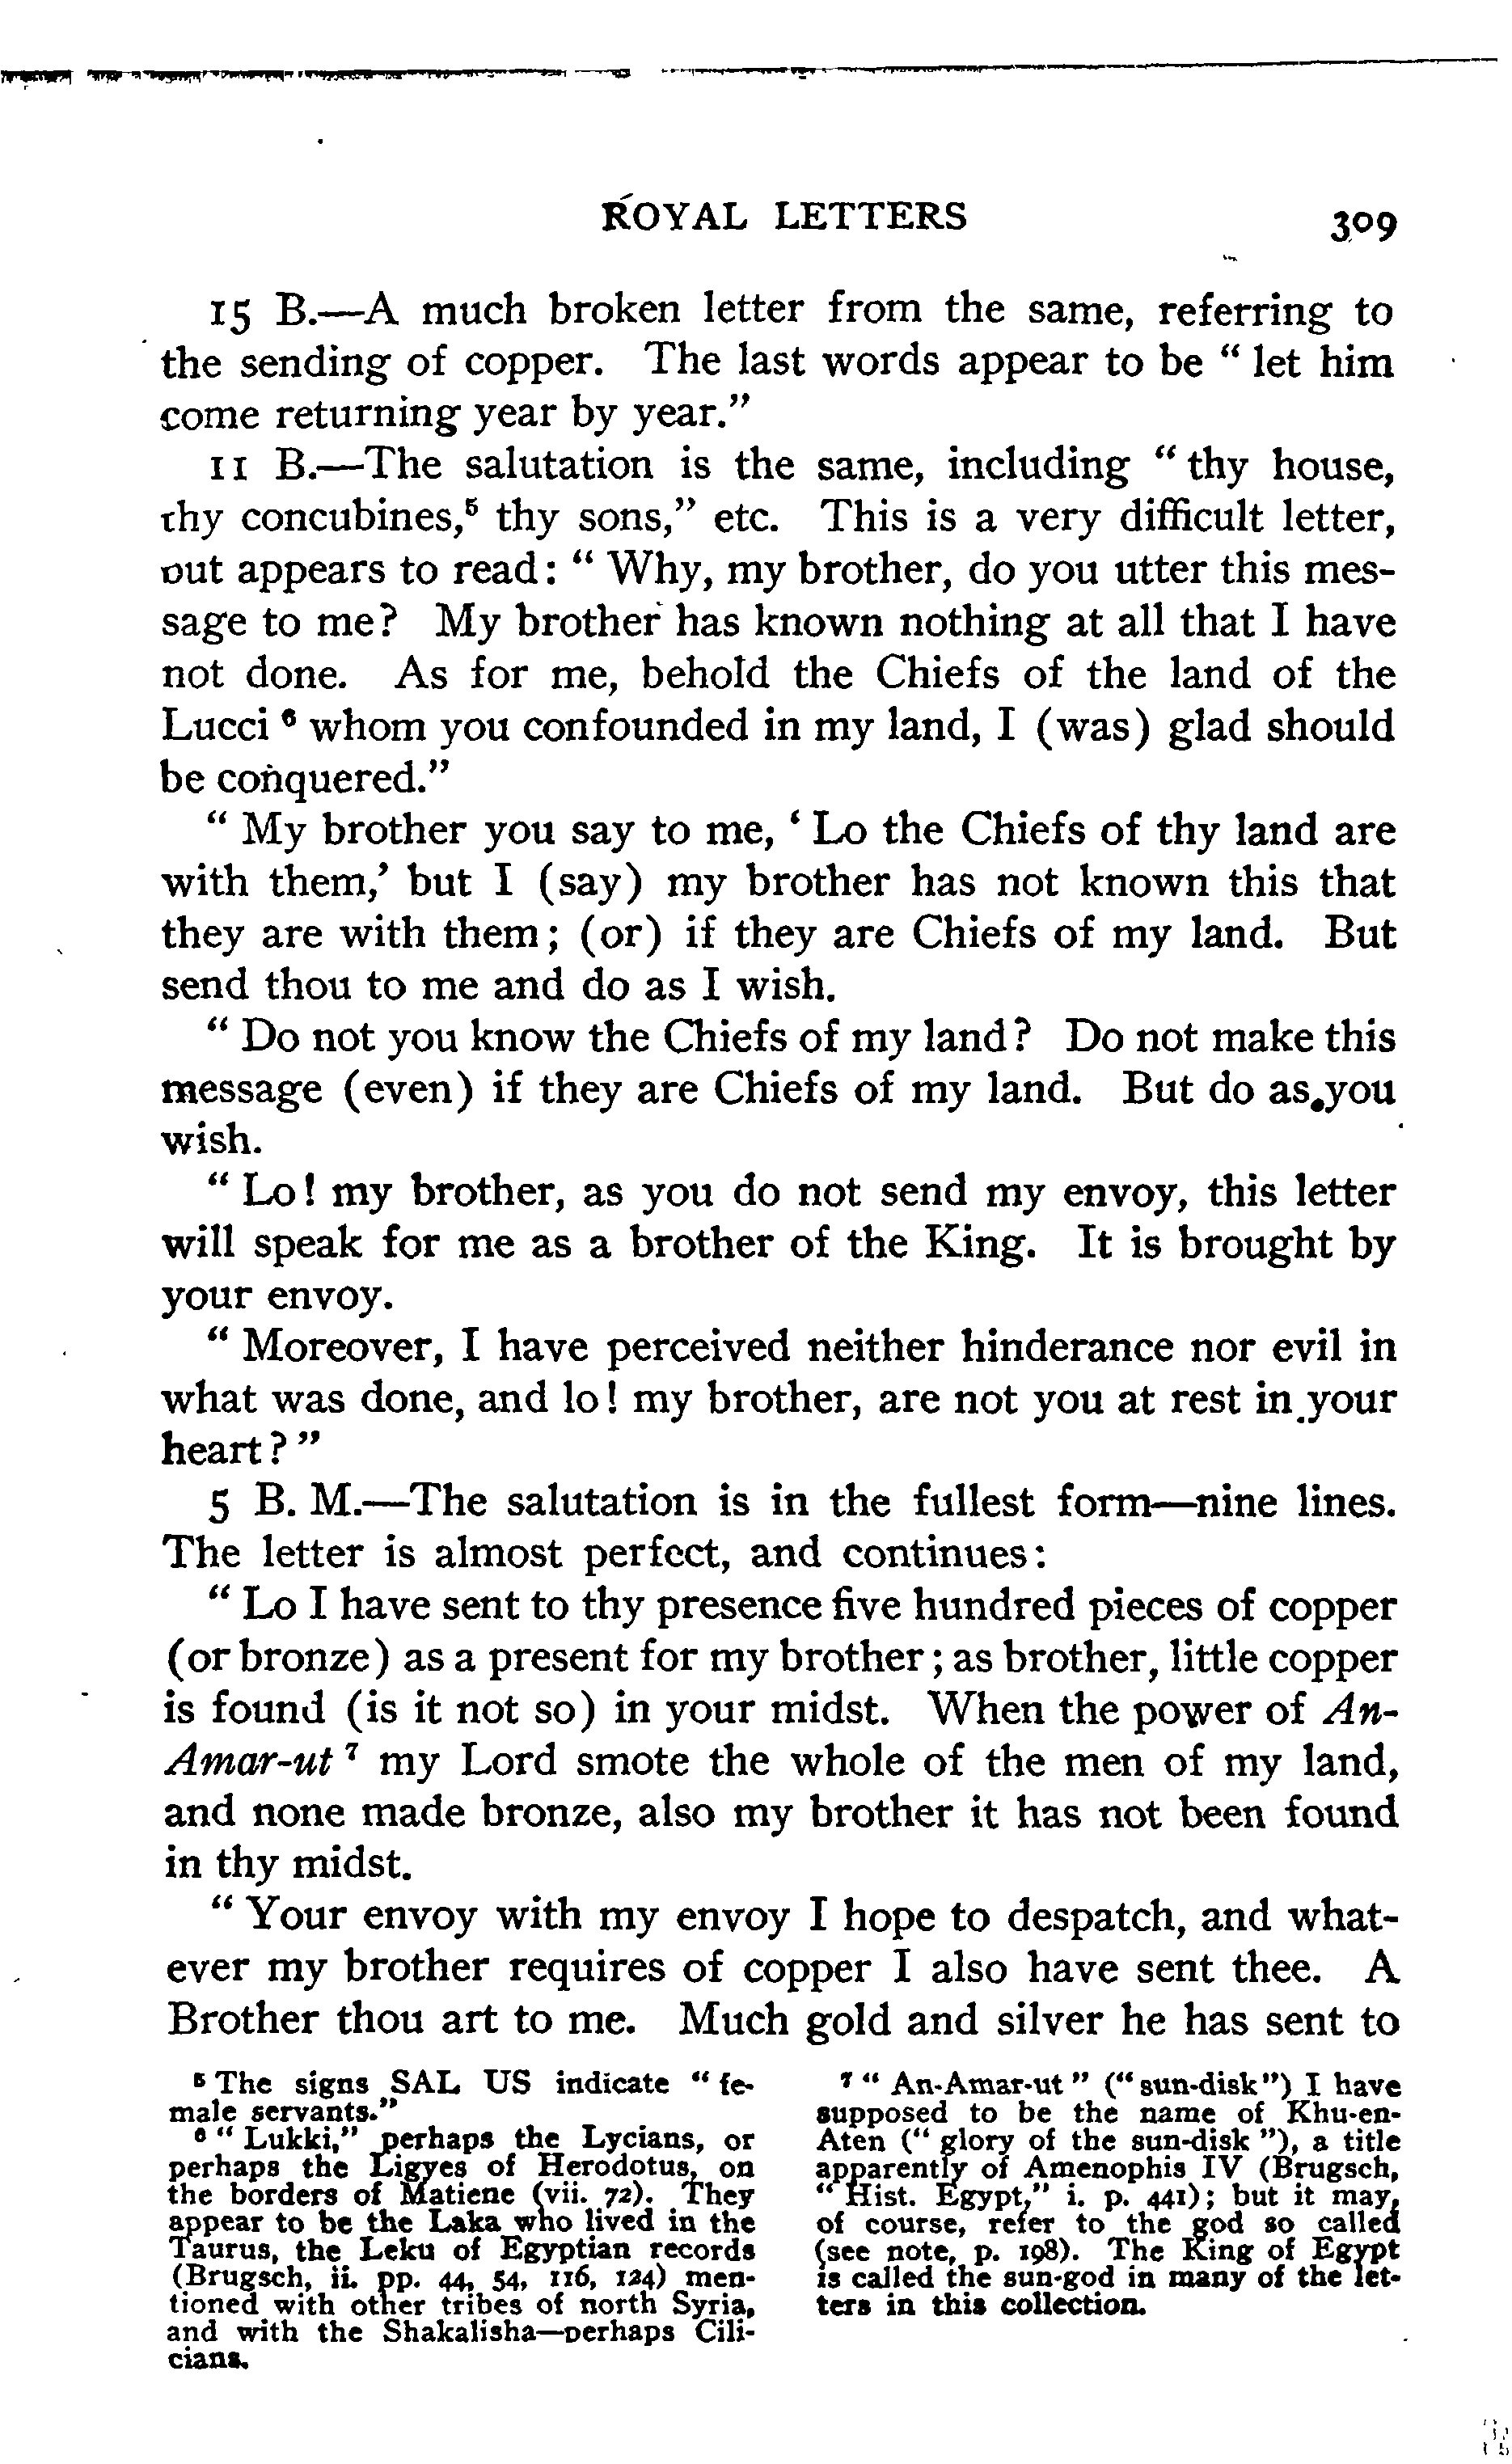 ROYAL LETTERS 309
15 B.—A much broken letter from the same, referring to
the sending of copper. The last words appear to be “ let him
come returning year by year.”
11 B.—The salutation is the same, including “ thy house,
thy concubines,⁵ thy sons,” etc. This is a very difficult letter,
out appears to read: “ Why, my brother, do you utter this mes-
sage to me? My brother has known nothing at all that I have
not done. As for me, behold the Chiefs of the land of the
Lucci ⁶ whom you confounded in my land, I (was) glad should
be conquered.”
“ My brother you say to me, ‘ Lo the Chiefs of thy land are
with them,’ but I (say) my brother has not known this that
they are with them; (or) if they are Chiefs of my land. But
send thou to me and do as I wish.
“ Do not you know the Chiefs of my land? Do not make this
message (even) if they are Chiefs of my land. But do as you
wish.
“ Lo! my brother, as you do not send my envoy, this letter
will speak for me as a brother of the King. It is brought by
your envoy.
“ Moreover, I have perceived neither hinderance nor evil in
what was done, and lo! my brother, are not you at rest in your
heart? ”
5 B. M.—The salutation is in the fullest form—nine lines.
The letter is almost perfect, and continues:
“ Lo I have sent to thy presence five hundred pieces of copper
(or bronze) as a present for my brother; as brother, little copper
is found (is it not so) in your midst. When the power of An-
Amar-ut ⁷ my Lord smote the whole of the men of my land,
and none made bronze, also my brother it has not been found
in thy midst.
“ Your envoy with my envoy I hope to despatch, and what-
ever my brother requires of copper I also have sent thee. A
Brother thou art to me. Much gold and silver he has sent to
⁵ The signs SAL US indicate “ fe-
male servants.”
⁶ “ Lukki,” perhaps the Lycians, or
perhaps the Ligyes of Herodotus, on
the borders of Matiene (vii. 72). They
appear to be the Laka who lived in the
Taurus, the Leku of Egyptian records
(Brugsch, ii. pp. 44, 54, 116, 124) men-
tioned with other tribes of north Syria,
and with the Shakalisha—perhaps Cili-
cians.
⁷ “ An-Amar-ut ” (“ sun-disk ”) I have
supposed to be the name of Khu-en-
Aten (“ glory of the sun-disk ”), a title
apparently of Amenophis IV (Brugsch,
“ Hist. Egypt,” i. p. 441); but it may,
of course, refer to the god so called
(see note, p. 198). The King of Egypt
is called the sun-god in many of the let-
ters in this collection.